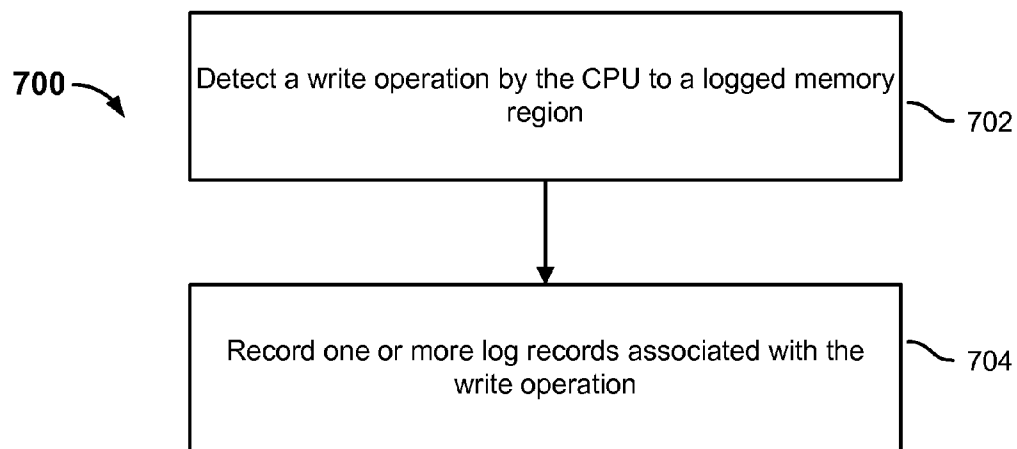 700
Detect a write operation by the CPU to a logged memory
region
702
Record one or more log records associated with the
write operation
704